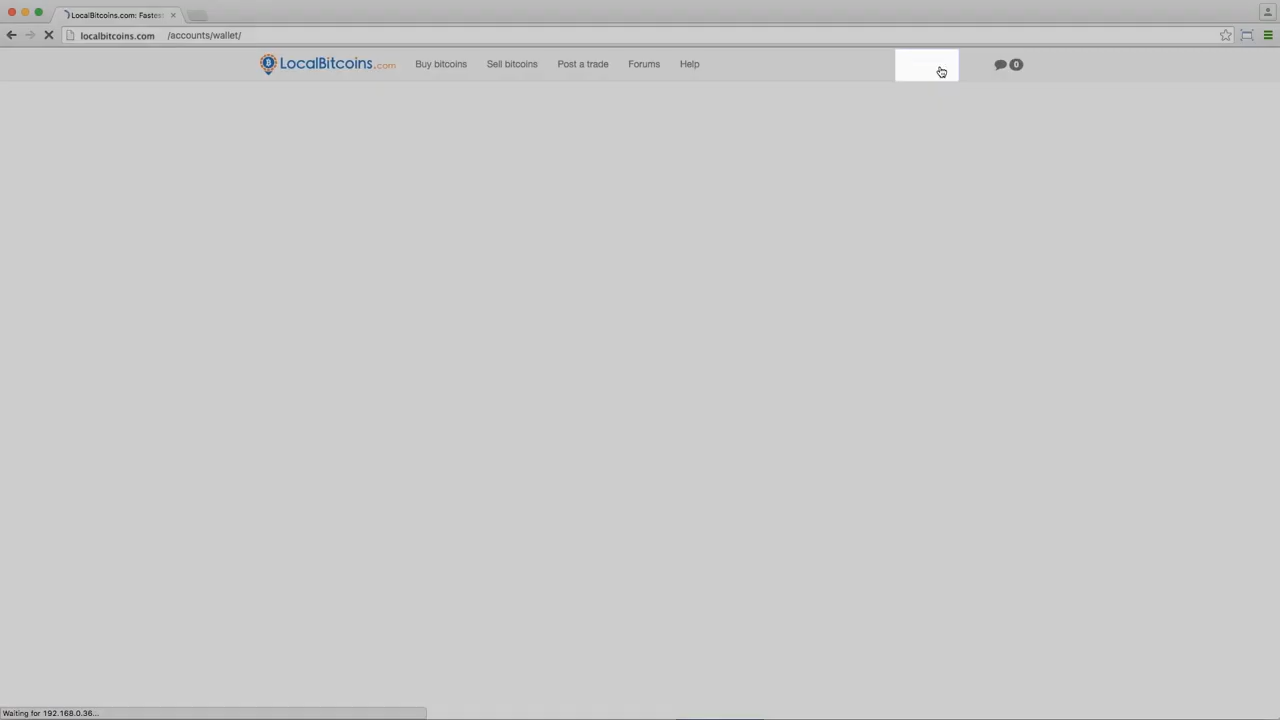 LocalBitcoins.com: Fastes
localbitcoins.com /accounts/wallet/
LocalBitcoins.com Buy bitcoins Sell bitcoins Post a trade Forums Help 0
Waiting for 192.168.0.36...